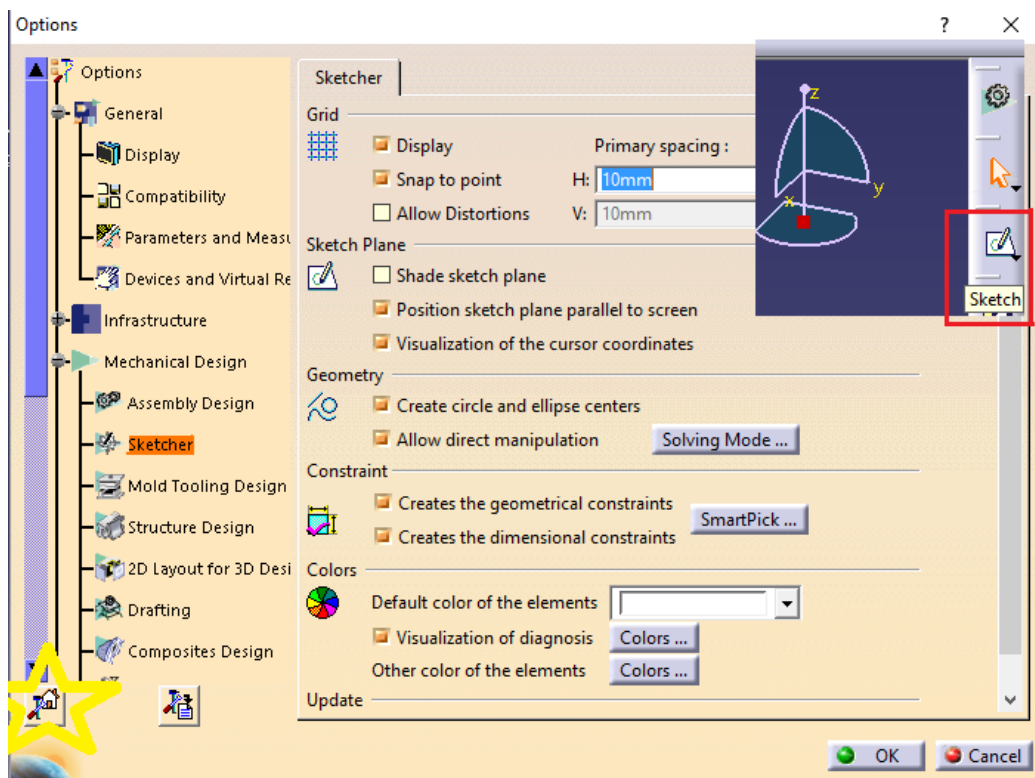 Options
?
Options
General
Display
Compatibility
Parameters and Measu
Devices and Virtual Re
Infrastructure
Mechanical Design
Assembly Design
Sketcher
Mold Tooling Design
Structure Design
2D Layout for 3D Desi
Drafting
Composites Design
Sketcher
Grid
Display
Primary spacing :
Snap to point
H: 10mm
Allow Distortions
V: 10mm
Sketch Plane
Shade sketch plane
Position sketch plane parallel to screen
Visualization of the cursor coordinates
Geometry
Create circle and ellipse centers
Allow direct manipulation
Solving Mode ...
Constraint
Creates the geometrical constraints
SmartPick ...
Creates the dimensional constraints
Colors
Default color of the elements
Visualization of diagnosis
Colors ...
Other color of the elements
Colors ...
Update
z
y
x
Sketch
OK
Cancel